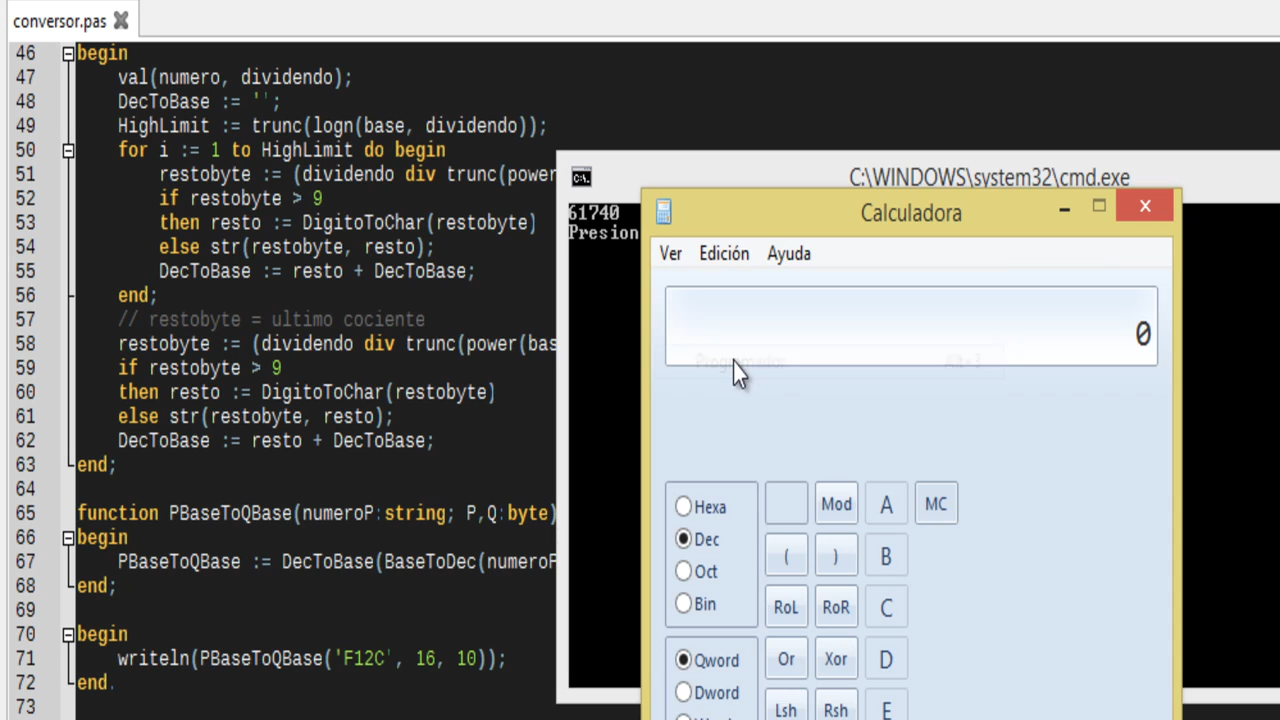 conversor.pas
46 begin
47 val(numero, dividendo);
48 DecToBase := '';
49 HighLimit := trunc(logn(base, dividendo));
50 for i := 1 to HighLimit do begin
51 restobyte := (dividendo div trunc(power
52 if restobyte > 9
53 then resto := DigitoToChar(restobyte)
54 else str(restobyte, resto);
55 DecToBase := resto + DecToBase;
56 end;
57 // restobyte = ultimo cociente
58 restobyte := (dividendo div trunc(power(bas
59 if restobyte > 9
60 then resto := DigitoToChar(restobyte)
61 else str(restobyte, resto);
62 DecToBase := resto + DecToBase;
63 end;
64
65 function PBaseToQBase(numeroP:string; P,Q:byte)
66 begin
67 PBaseToQBase := DecToBase(BaseToDec(numeroP
68 end;
69
70 begin
71 writeln(PBaseToQBase('F12C', 16, 10));
72 end.
73
C:\WINDOWS\system32\cmd.exe
61740
Presion
Calculadora
Ver Edición Ayuda
0
Hexa
Dec
Oct
Bin
Mod A MC
( ) B
RoL RoR C
Qword
Dword
Or Xor D
Lsh Rsh E